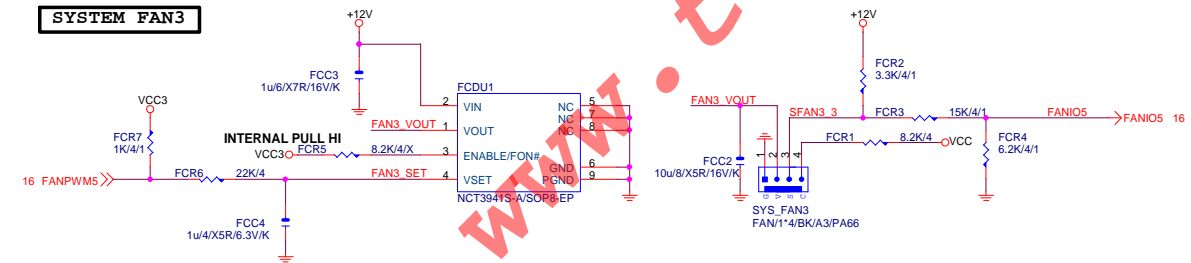 SYSTEM FAN3
+12V
+12V
FCC3
1u/6/X7R/16V/K
FCR2
3.3K/4/1
FCDU1
VCC3
2 VIN NC 5
NC 7
FAN3_VOUT 1 VOUT NC 8
FAN3_VOUT
SFAN3_3 FCR3 15K/4/1 FANIO5 FANIO5 16
FCR7
1K/4/1
INTERNAL PULL HI
VCC3 FCR5 8.2K/4/X 3 ENABLE/FON#
FCR1 8.2K/4 VCC
FCR4
6.2K/4/1
GND 6
16 FANPWM5 FCR6 22K/4 FAN3_SET 4 VSET PGND 9
NCT3941S-A/SOP8-EP
FCC2
10u/8/X5R/16V/K
1 2 3 4
G V S C
SYS_FAN3
FAN/1*4/BK/A3/PA66
FCC4
1u/4/X5R/6.3V/K
www.t